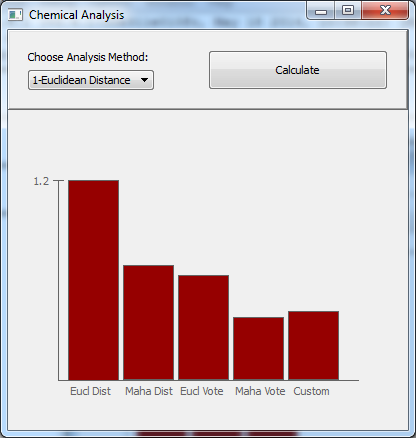 Chemical Analysis
Choose Analysis Method:
1-Euclidean Distance
Calculate
1.2
Eucl Dist Maha Dist Eucl Vote Maha Vote Custom